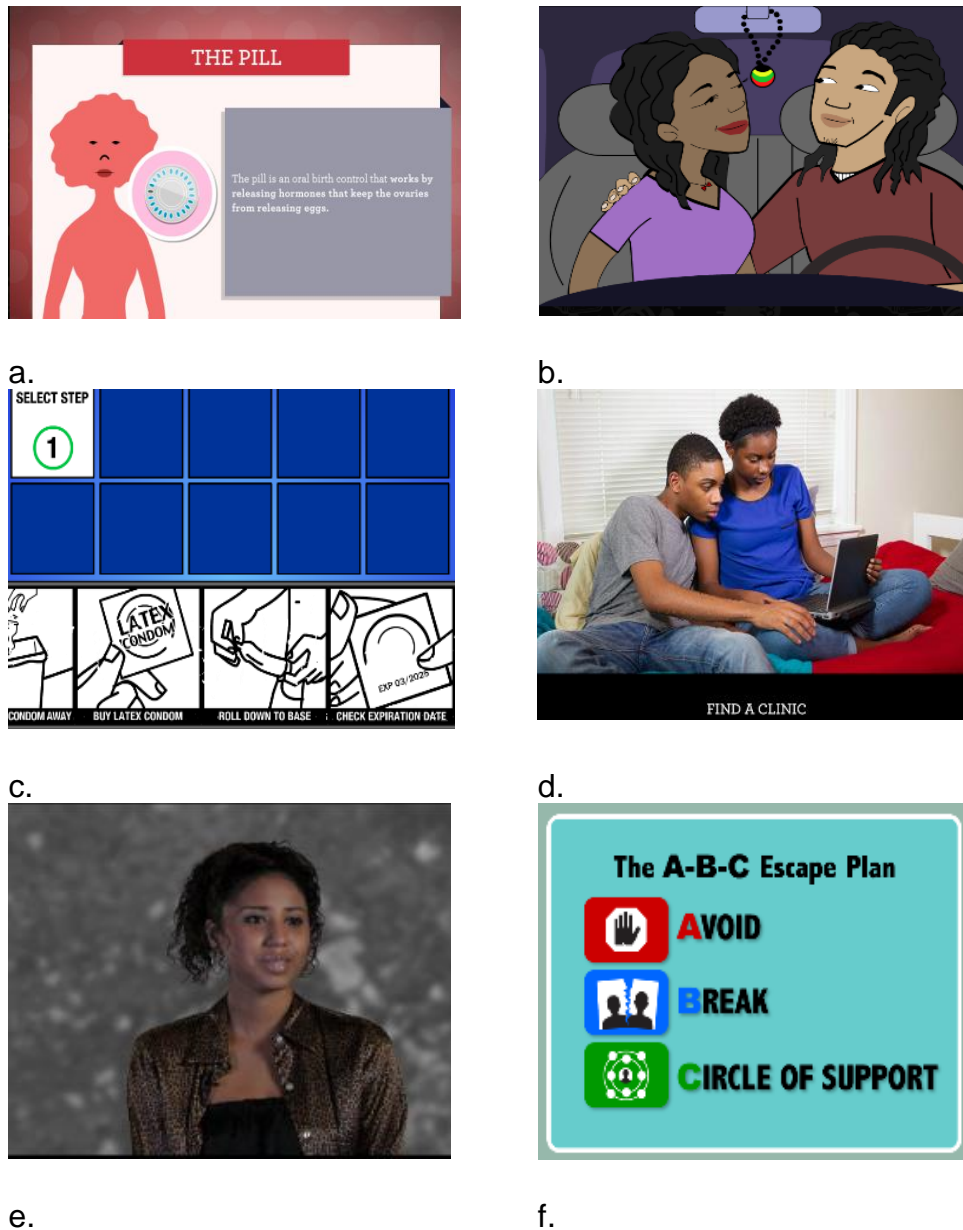 THE PILL
The pill is an oral birth control that works by
releasing hormones that keep the ovaries
from releasing eggs.
a.
b.
SELECT STEP
1
LATEX
CONDOM
EXP 03/2025
CONDOM AWAY
BUY LATEX CONDOM
ROLL DOWN TO BASE
CHECK EXPIRATION DATE
FIND A CLINIC
c.
d.
The A-B-C Escape Plan
AVOID
BREAK
CIRCLE OF SUPPORT
e.
f.